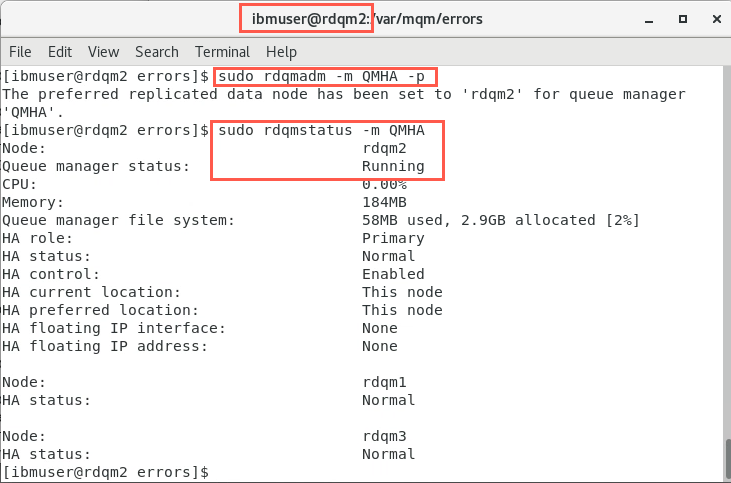 ibmuser@rdqm2:/var/mqm/errors
File Edit View Search Terminal Help
[ibmuser@rdqm2 errors]$ sudo rdqmadm -m QMHA -p
The preferred replicated data node has been set to 'rdqm2' for queue manager
'QMHA'.
[ibmuser@rdqm2 errors]$ sudo rdqmstatus -m QMHA
Node: rdqm2
Queue manager status: Running
CPU: 0.00%
Memory: 184MB
Queue manager file system: 58MB used, 2.9GB allocated [2%]
HA role: Primary
HA status: Normal
HA control: Enabled
HA current location: This node
HA preferred location: This node
HA floating IP interface: None
HA floating IP address: None
Node: rdqm1
HA status: Normal
Node: rdqm3
HA status: Normal
[ibmuser@rdqm2 errors]$